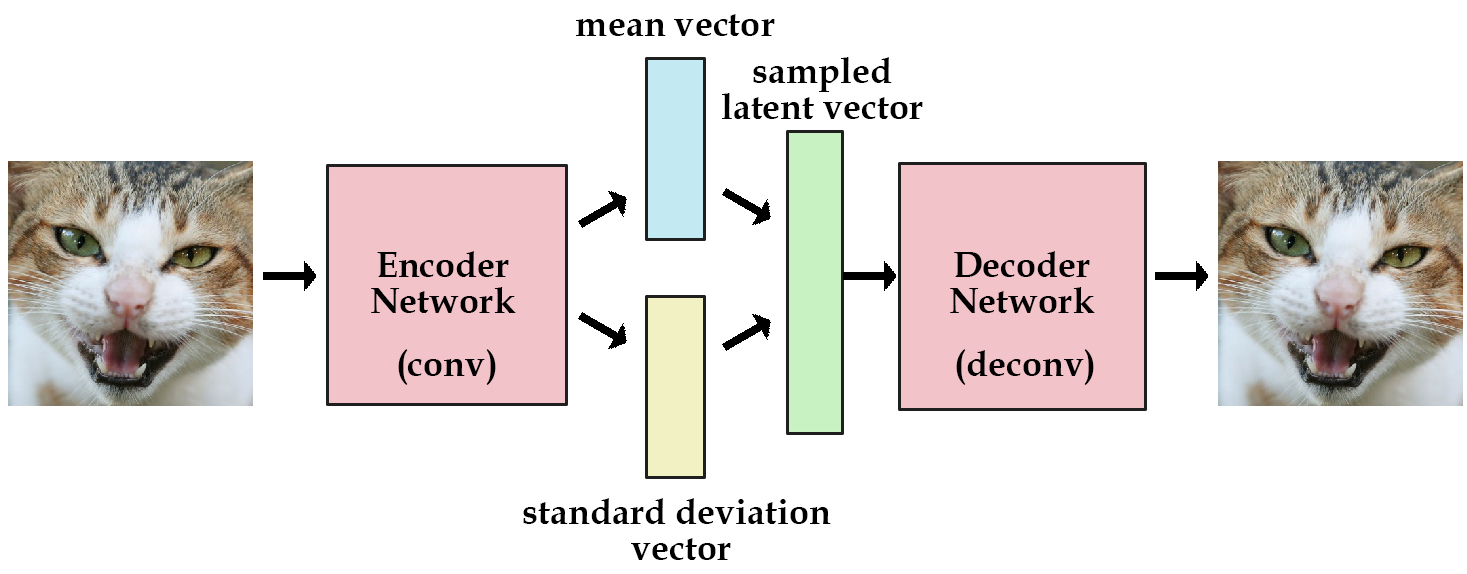 mean vector
sampled
latent vector
Encoder
Network
(conv)
Decoder
Network
(deconv)
standard deviation
vector